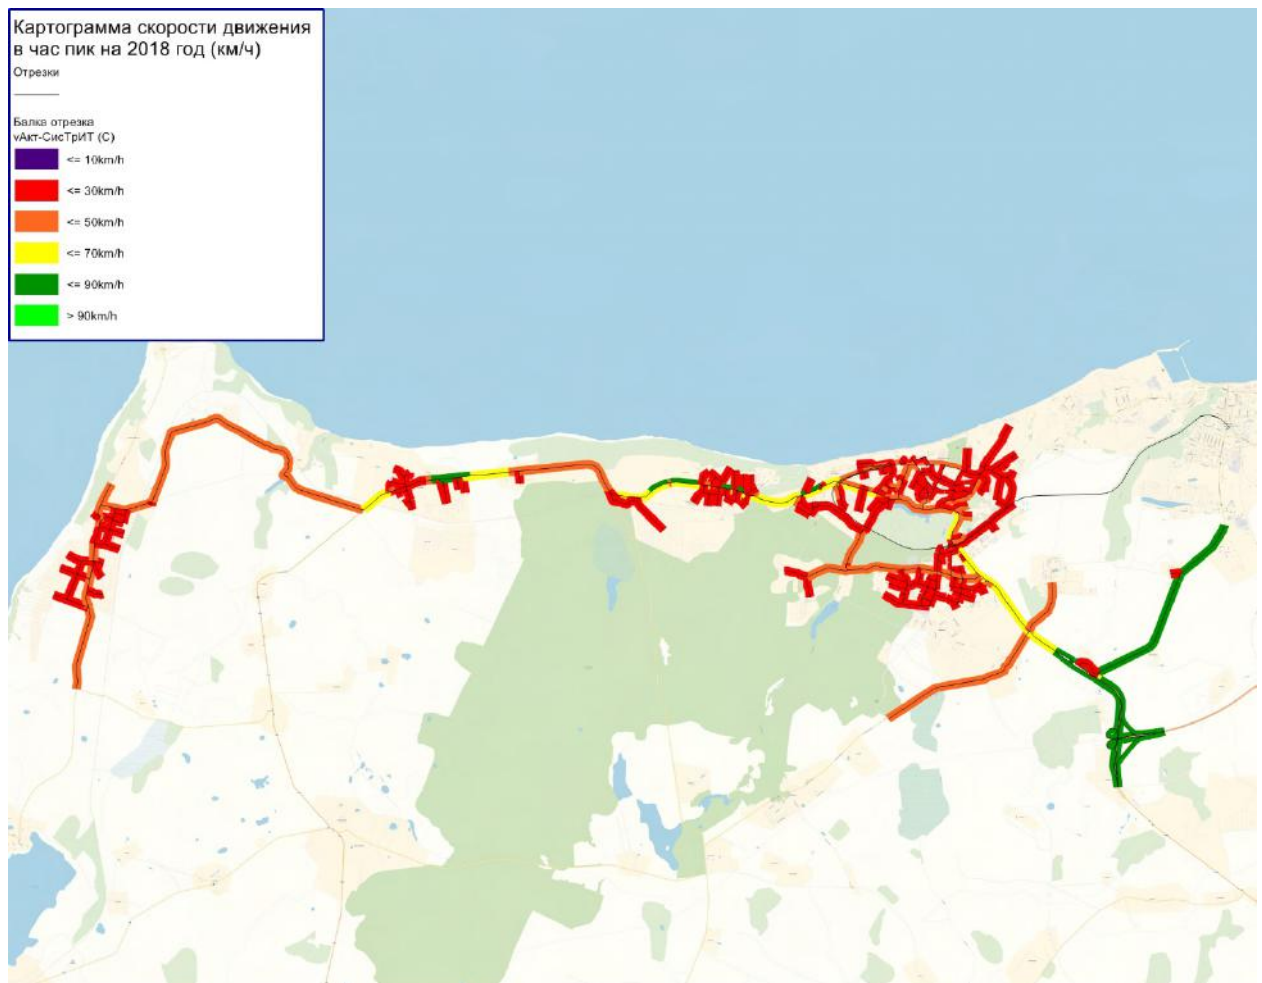 Картограмма скорости движения
в час пик на 2018 год (км/ч)
Отрезки
Балка отрезка
vАкт-СисТрИТ (C)
<= 10km/h
<= 30km/h
<= 50km/h
<= 70km/h
<= 90km/h
> 90km/h